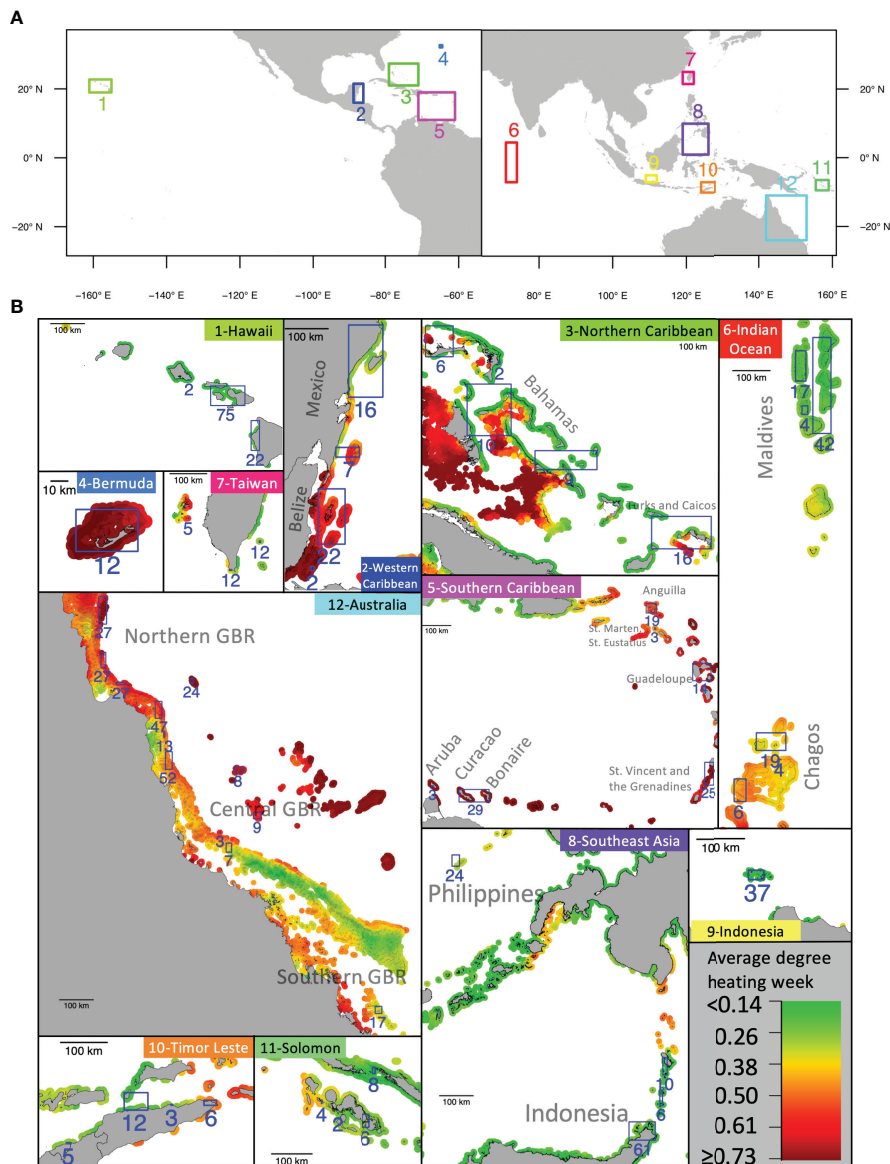 A
20° N
0° N
−20° N
20° N
0° N
−20° N
1
2
3
4
5
6
7
8
9
10
11
12
−160° E
−140° E
−120° E
−100° E
−80° E
−60° E
80° E
100° E
120° E
140° E
160° E
B
100 km
1-Hawaii
2
75
22
4-Bermuda
10 km
12
7-Taiwan
100 km
5
12
12
100 km
Mexico
16
7
Belize
22
2
2-Western
Caribbean
3-Northern Caribbean
100 km
6
2
Bahamas
10
9
Turks and Caicos
16
6-Indian
Ocean
100 km
Maldives
17
4
42
Chagos
19
4
6
5-Southern Caribbean
100 km
Anguilla
19
St. Marten,
3
St. Eustatius
Guadeloupe
Aruba
3
Curacao
Bonaire
29
St. Vincent and
the Grenadines
25
12-Australia
Northern GBR
27
27
27
24
47
13
52
8
Central GBR
9
3
7
Southern GBR
17
100 km
8-Southeast Asia
24
Philippines
100 km
10
6
Indonesia
67
100 km
37
9-Indonesia
Average degree
heating week
<0.14
0.26
0.38
0.50
0.61
≥0.73
100 km
10-Timor Leste
12
3
6
5
11-Solomon
8
4
2
6
100 km